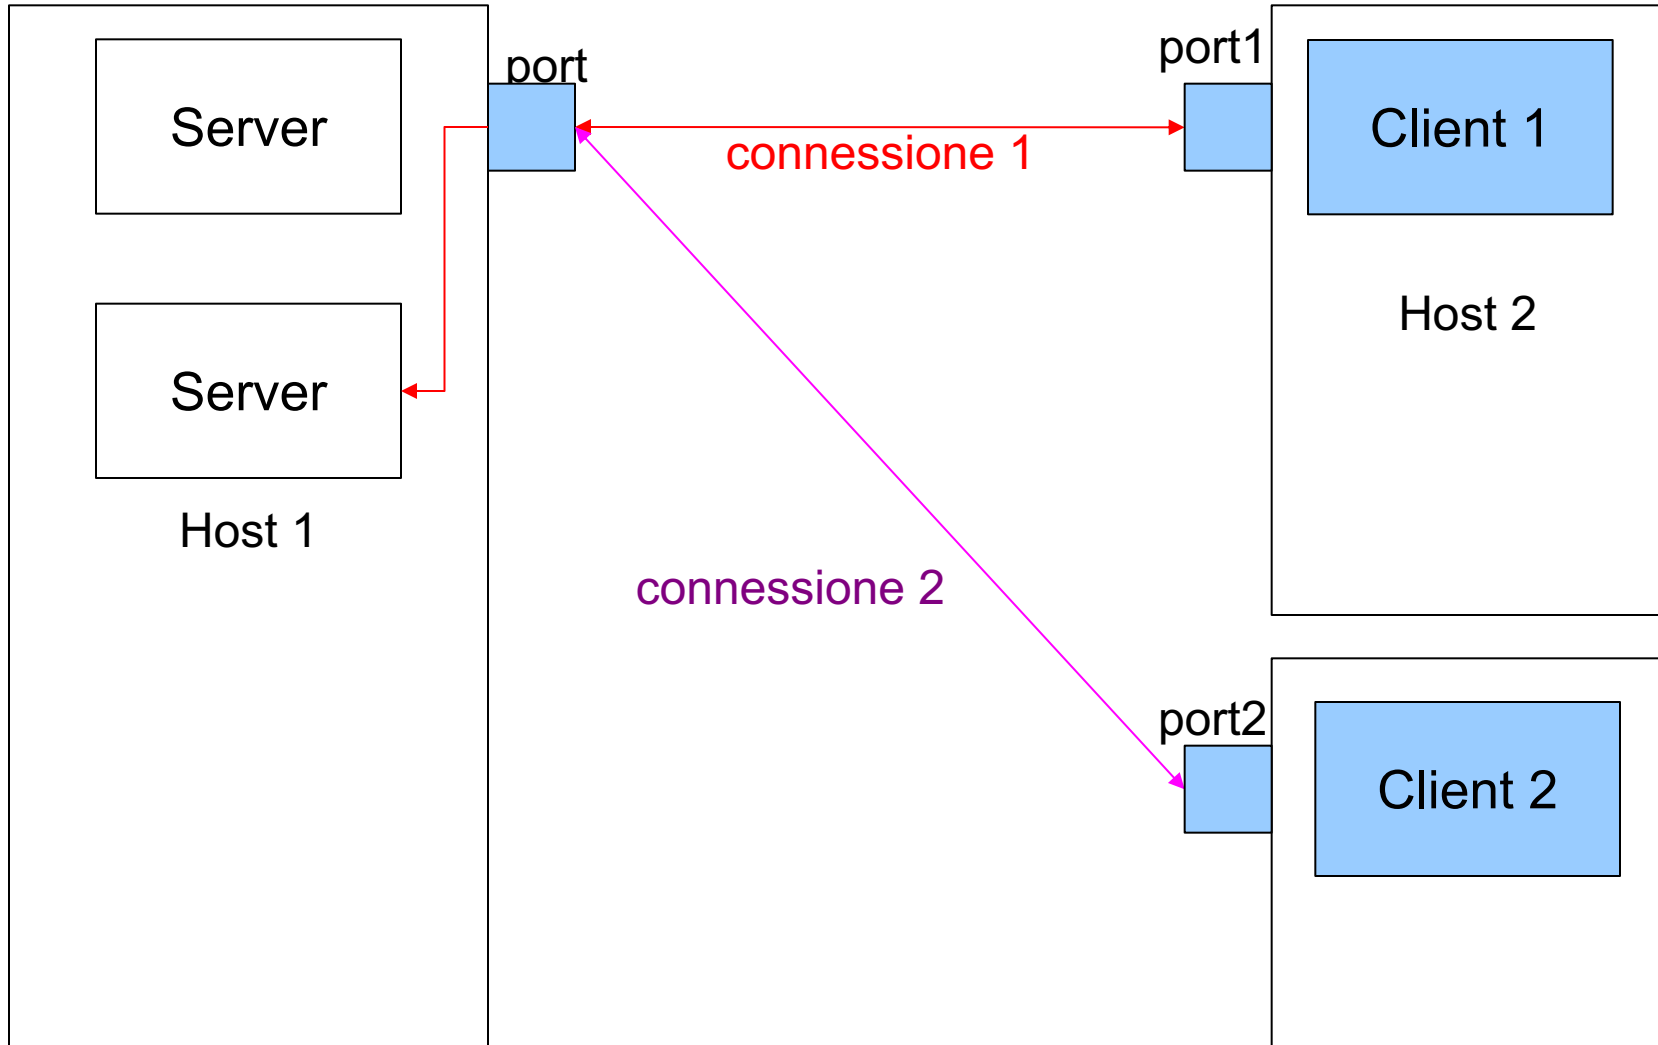 port
port1
Server
Client 1
connessione 1
Host 2
Server
Host 1
connessione 2
port2
Client 2